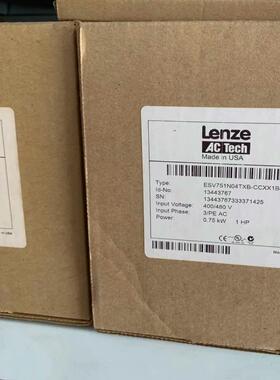 Lenze
AC Tech
Made in USA
Type: ESV751N04TXB-CCXX1B
Id-No: 13443767
SN: 13443767333371425
Input Voltage: 400/480 V
Input Phase: 3/PE AC
Power: 0.75 kW 1 HP